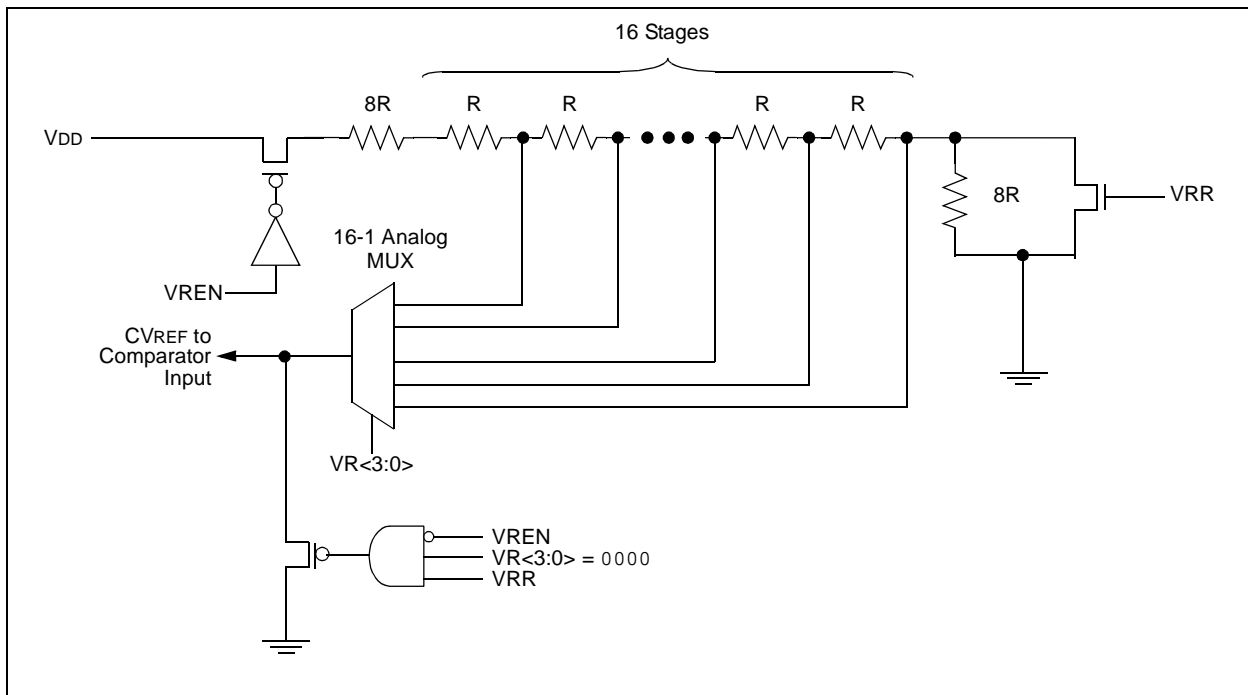 16 Stages
8R
R
R
R
R
VDD
8R
VRR
16-1 Analog
MUX
VREN
CVREF to
Comparator
Input
VR<3:0>
VREN
VR<3:0> = 0000
VRR